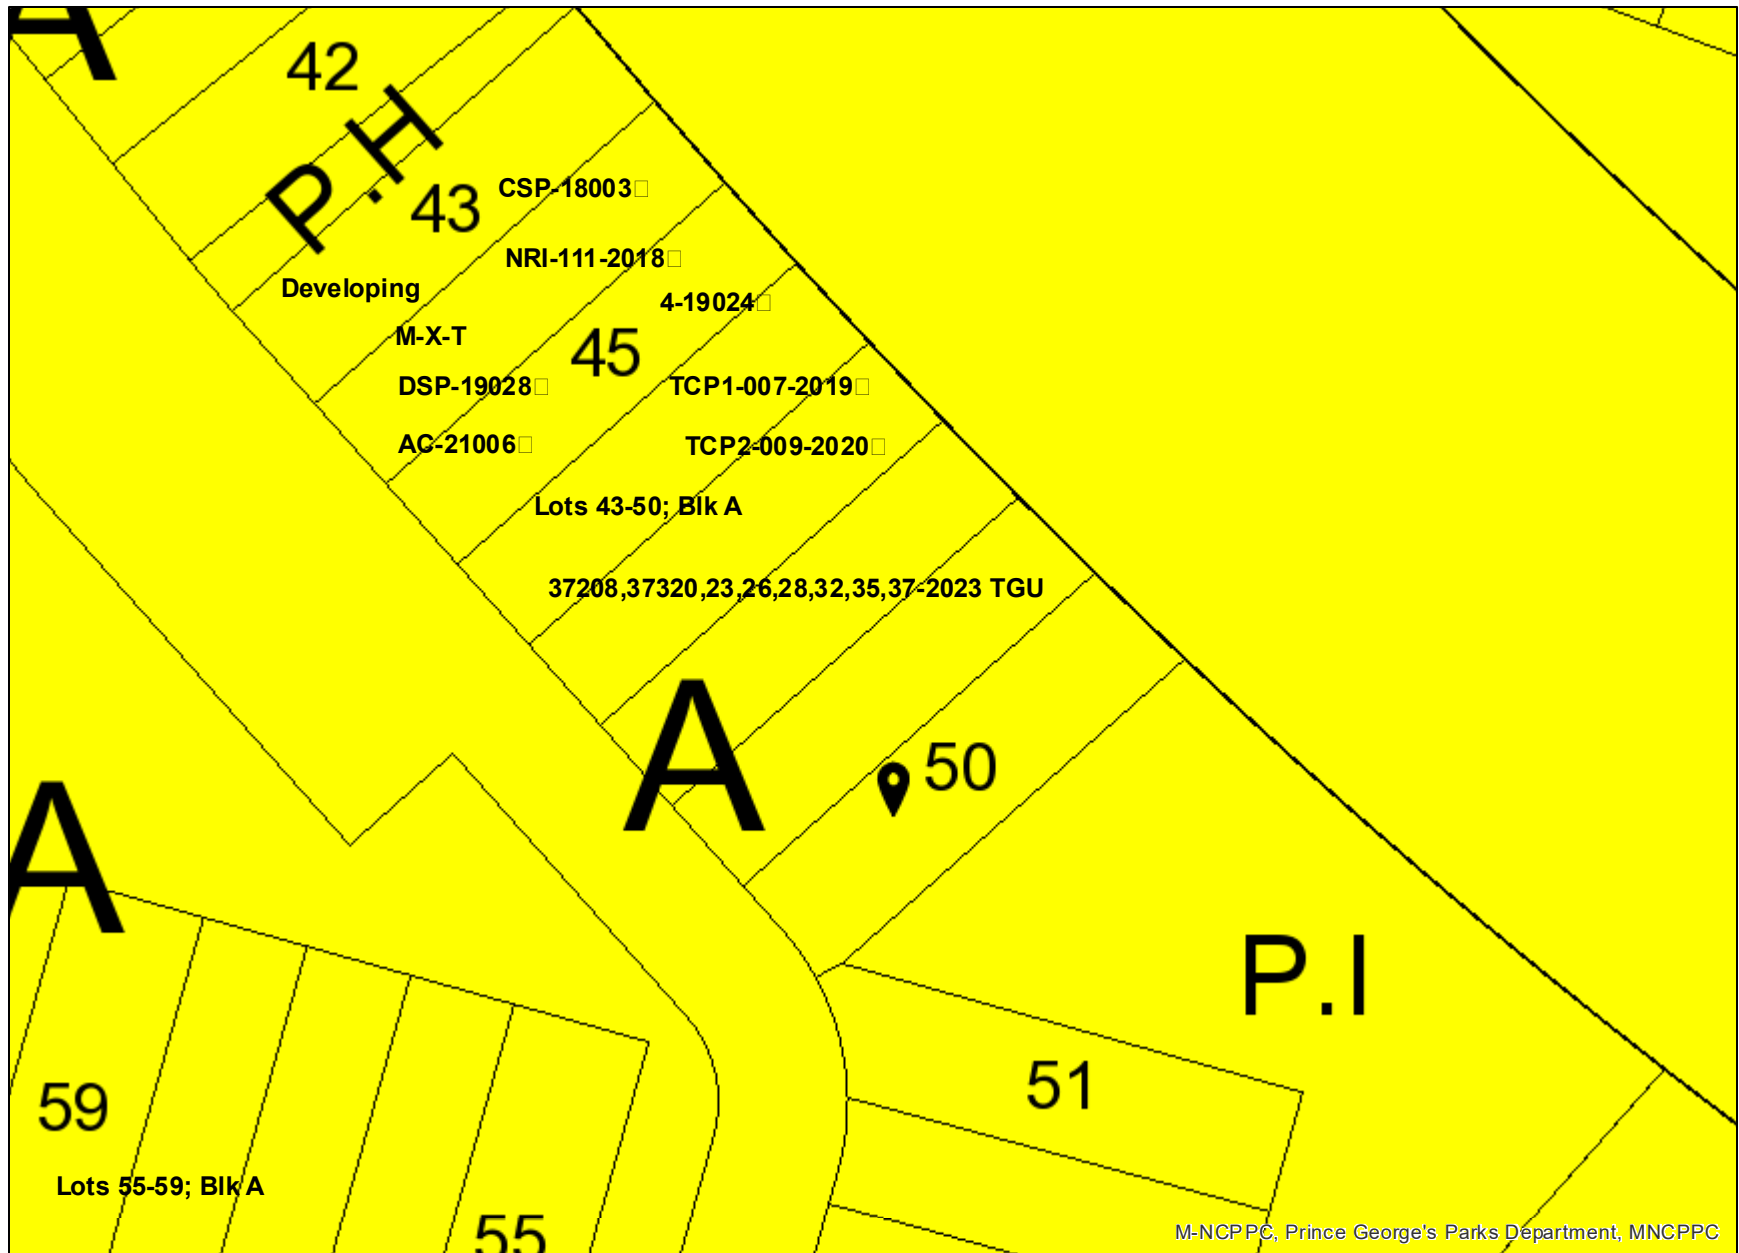 A
42
P.H
43
CSP-18003
NRI-111-2018
Developing
4-19024
M-X-T
45
DSP-19028
TCP1-007-2019
AC-21006
TCP2-009-2020
Lots 43-50; Blk A
37208,37320,23,26,28,32,35,37-2023 TGU
A
50
A
P.I
51
59
Lots 55-59; Blk A
55
M-NCPPC, Prince George's Parks Department, MNCPPC